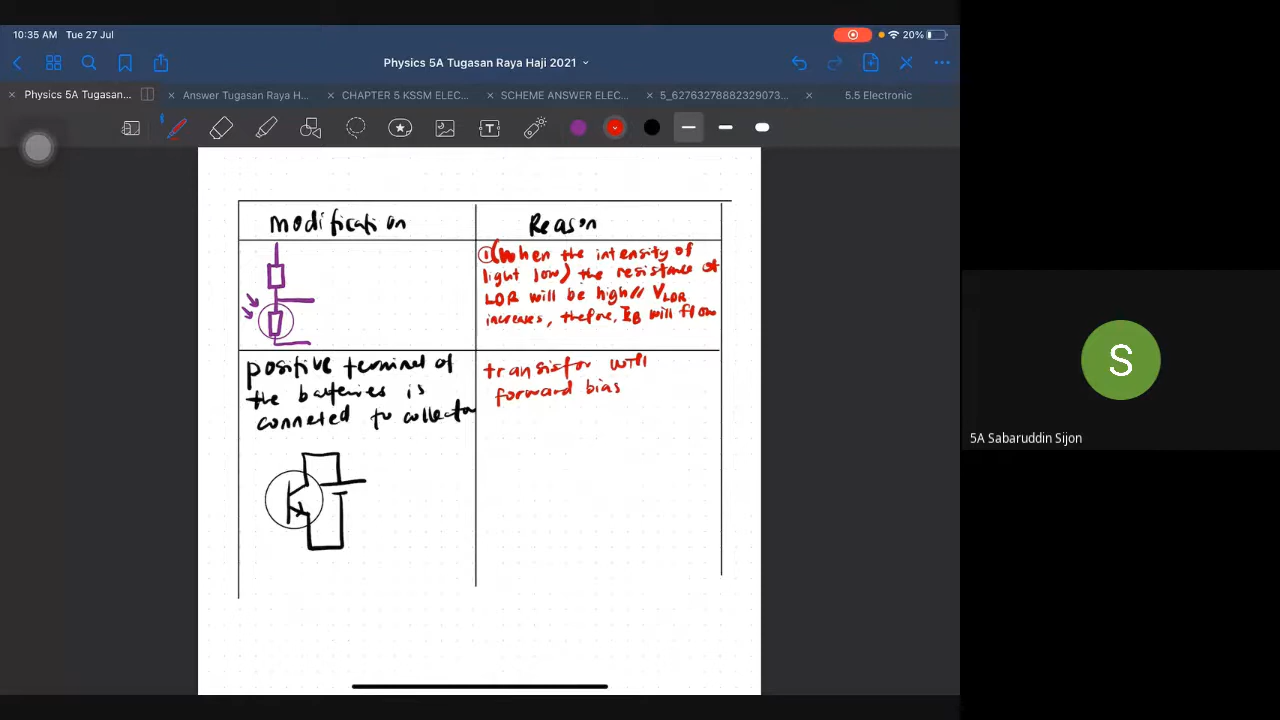 10:35 AM Tue 27 Jul
20%
Physics 5A Tugasan Raya Haji 2021
Physics 5A Tugasan...
Answer Tugasan Raya H...
CHAPTER 5 KSSM ELEC...
SCHEME ANSWER ELEC...
5_62763278882329073...
5.5 Electronic
T
modification
Reason
①(When the intensity of
light low) the resistance of
LDR will be high// VLDR
increases, therefore, IB will flow
positive terminal of
the batteries is
conneted to collector
transistor will
forward bias
S
5A Sabaruddin Sijon